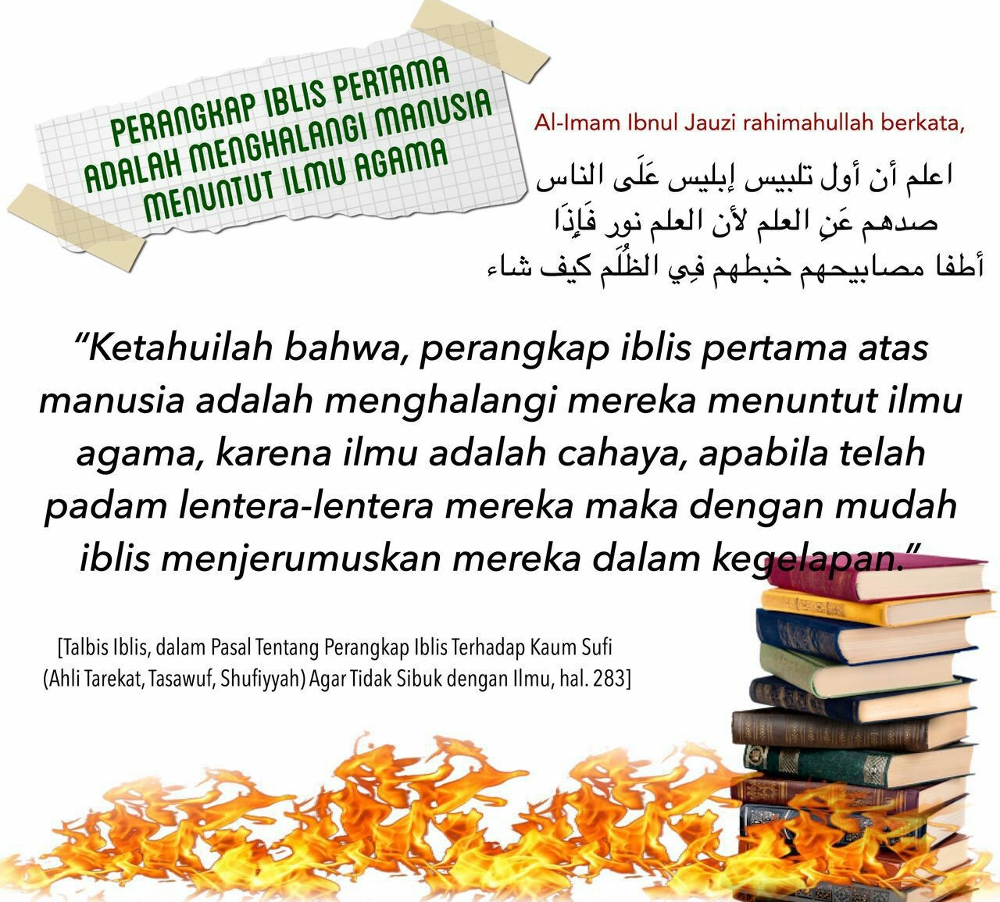 PERANGKAP IBLIS PERTAMA
ADALAH MENGHALANGI MANUSIA
MENUNTUT ILMU AGAMA
Al-Imam Ibnul Jauzi rahimahullah berkata,
اعلم أن أول تلبيس إبليس عَلَى الناس
صدهم عَنِ العلم لأن العلم نور فَإِذَا
أطفا مصابيحهم خبطهم فِي الظُلَم كيف شاء
“Ketahuilah bahwa, perangkap iblis pertama atas
manusia adalah menghalangi mereka menuntut ilmu
agama, karena ilmu adalah cahaya, apabila telah
padam lentera-lentera mereka maka dengan mudah
iblis menjerumuskan mereka dalam kegelapan.”
[Talbis Iblis, dalam Pasal Tentang Perangkap Iblis Terhadap Kaum Sufi
(Ahli Tarekat, Tasawuf, Shufiyyah) Agar Tidak Sibuk dengan Ilmu, hal. 283]